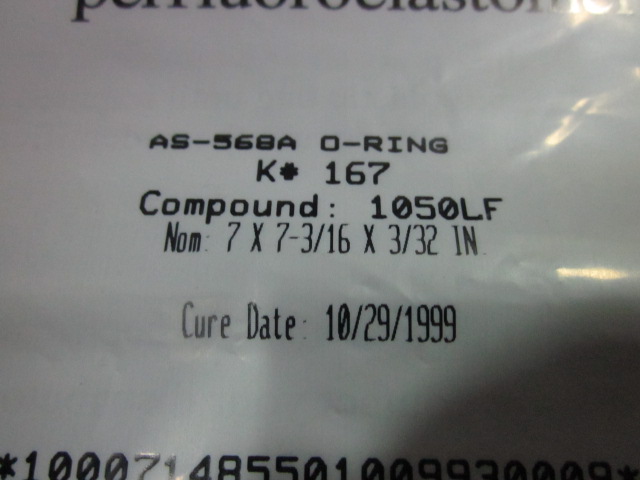 perfluoroelastomer
AS-568A O-RING
K# 167
Compound: 1050LF
Nom: 7 X 7-3/16 X 3/32 IN.
Cure Date: 10/29/1999
*100071485501009930009*